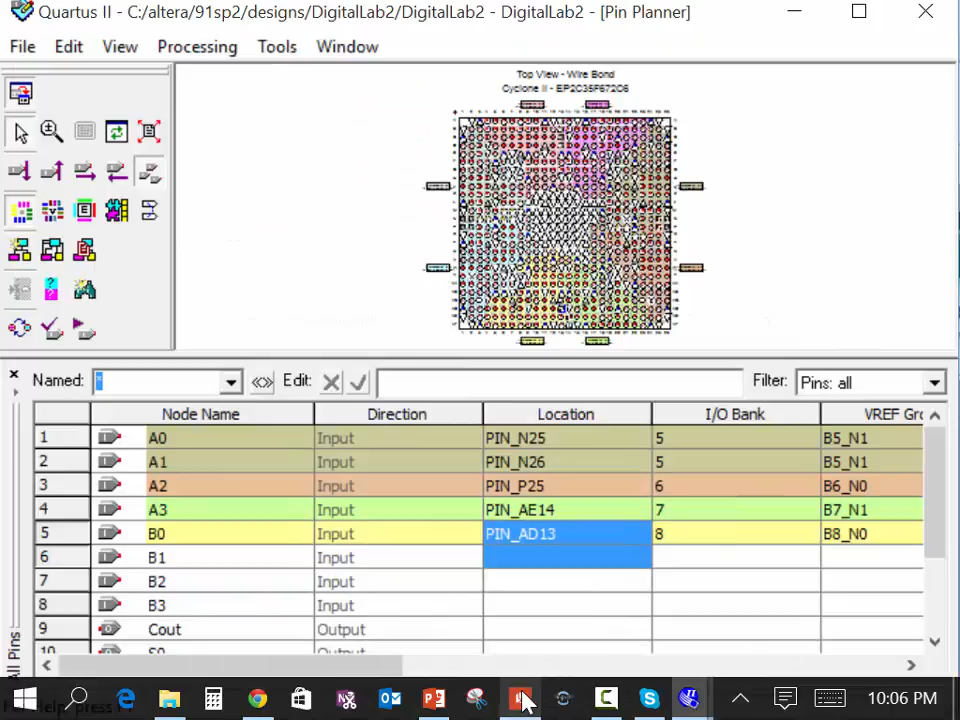 Quartus II - C:/altera/91sp2/designs/DigitalLab2/DigitalLab2 - DigitalLab2 - [Pin Planner]
File Edit View Processing Tools Window
Top View - Wire Bond
Cyclone II - EP2C35F672C6
Named: * Edit: Filter: Pins: all
Node Name Direction Location I/O Bank VREF Gro
1 A0 Input PIN_N25 5 B5_N1
2 A1 Input PIN_N26 5 B5_N1
3 A2 Input PIN_P25 6 B6_N0
4 A3 Input PIN_AE14 7 B7_N1
5 B0 Input PIN_AD13 8 B8_N0
6 B1 Input
7 B2 Input
8 B3 Input
9 Cout Output
10 S0 Output
All Pins
10:06 PM